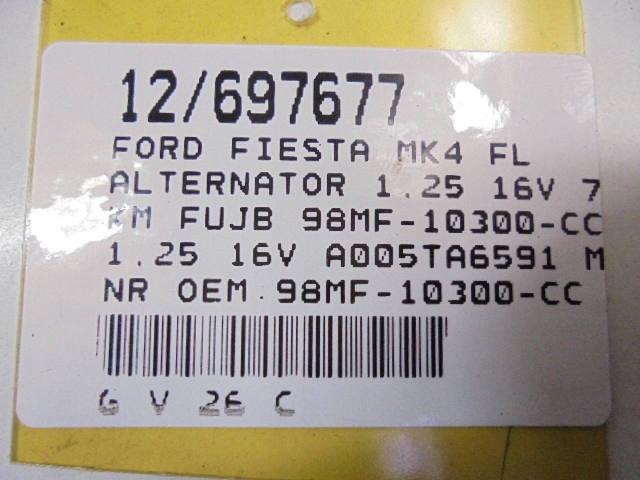 12/697677
FORD FIESTA MK4 FL
ALTERNATOR 1.25 16V 7
KM FUJB 98MF-10300-CC
1.25 16V A005TA6591 M
NR OEM 98MF-10300-CC
G V 26 C